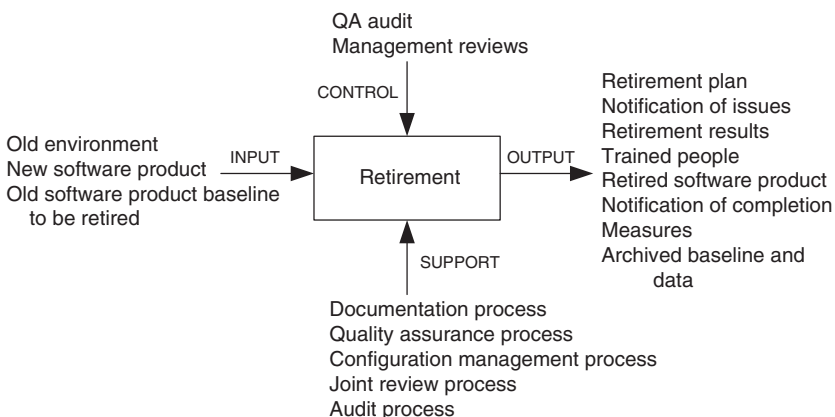 QA audit
Management reviews
CONTROL
Old environment
New software product
Old software product baseline
to be retired
INPUT
Retirement
OUTPUT
Retirement plan
Notification of issues
Retirement results
Trained people
Retired software product
Notification of completion
Measures
Archived baseline and
data
SUPPORT
Documentation process
Quality assurance process
Configuration management process
Joint review process
Audit process